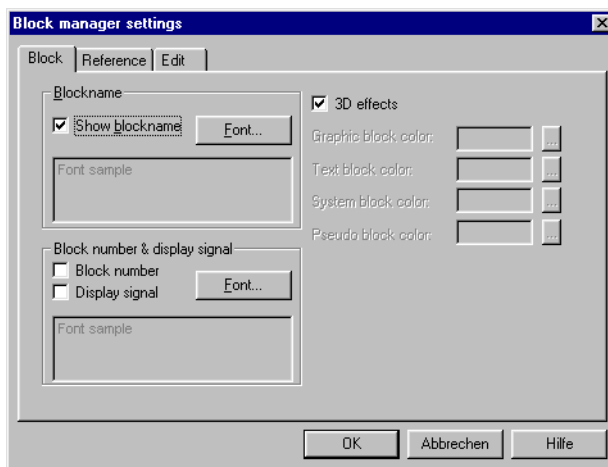 Block manager settings
Block Reference Edit
Blockname
Show blockname Font...
Font sample
3D effects
Graphic block color: ...
Text block color: ...
System block color: ...
Pseudo block color: ...
Block number & display signal
Block number
Display signal Font...
Font sample
OK Abbrechen Hilfe